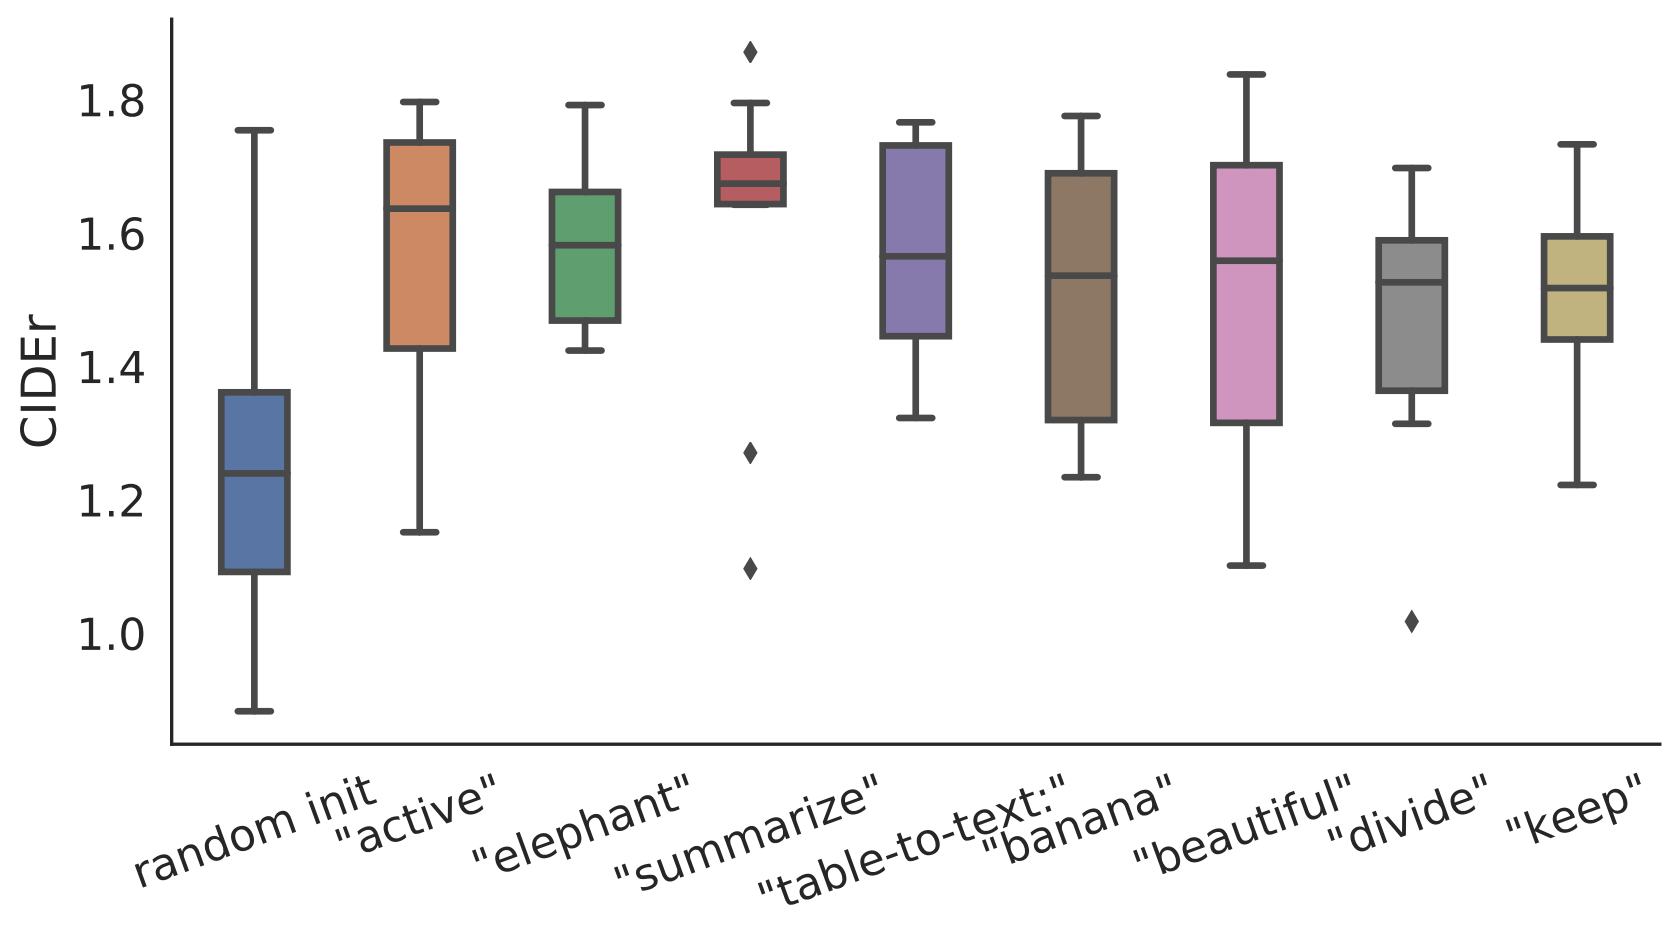 CIDEr
1.8
1.6
1.4
1.2
1.0
random init
"active"
"elephant"
"summarize"
"table-to-text:"
"banana"
"beautiful"
"divide"
"keep"